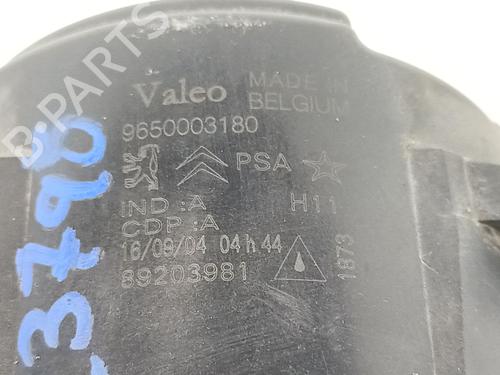 Valeo
MADE IN
BELGIUM
9650003180
PSA
IND :A
H11
CDP :A
16/09/04 04 h 44
89203981
1873
B-PARTS